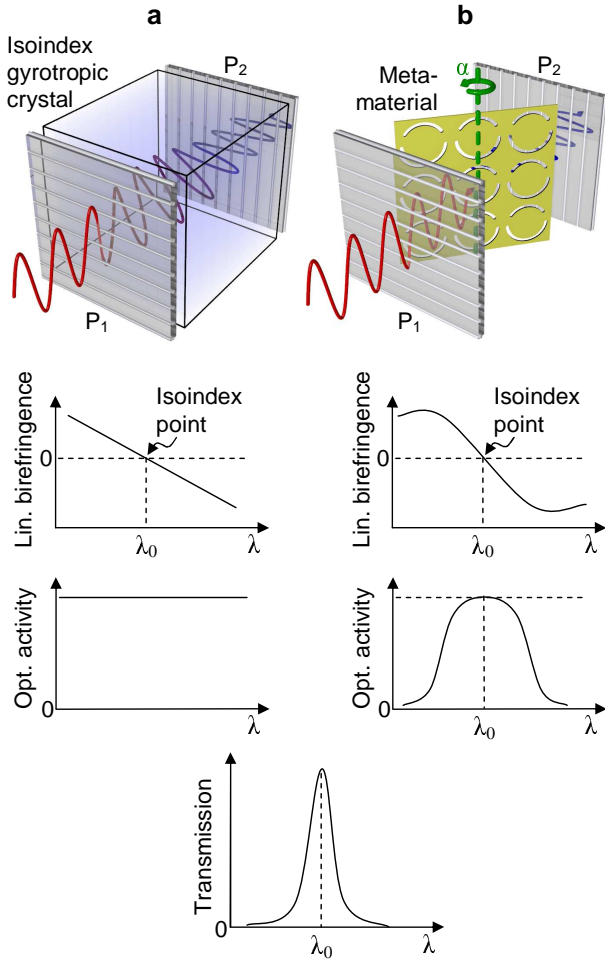 a
Isoindex
gyrotropic
crystal
P₂
P₁
b
Meta-
material
α
P₂
P₁
Lin. birefringence
0
Isoindex
point
λ₀
λ
Lin. birefringence
0
Isoindex
point
λ₀
λ
Opt. activity
0
λ
Opt. activity
0
λ₀
λ
Transmission
0
λ₀
λ